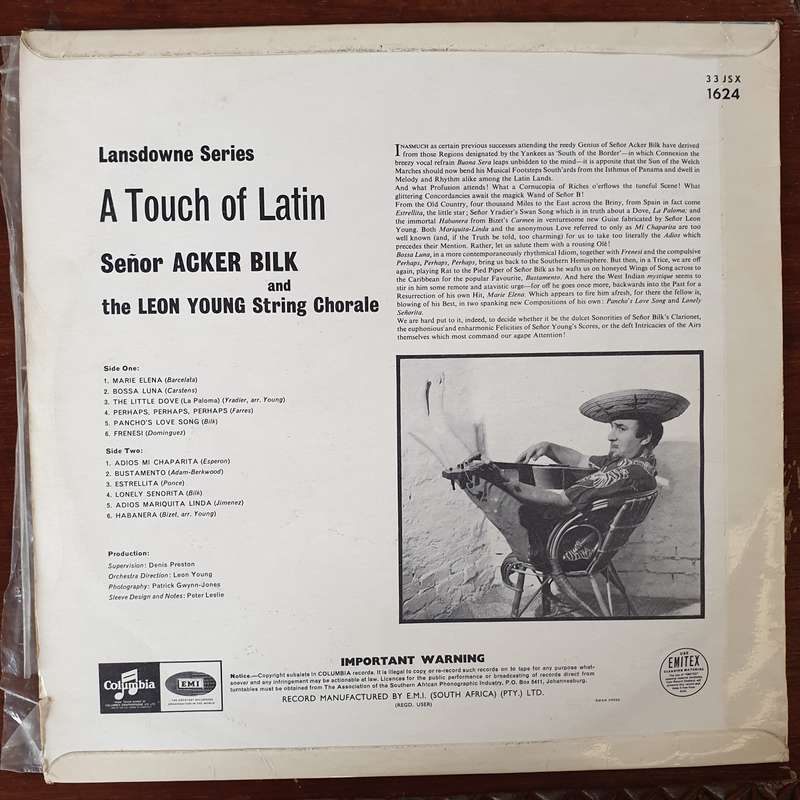 33 JSX
1624
Lansdowne Series
A Touch of Latin
Señor ACKER BILK
and
the LEON YOUNG String Chorale
INASMUCH as certain previous successes attending the reedy Genius of Señor Acker Bilk have derived
from those Regions designated by the Yankees as 'South of the Border'—in which Connexion the
breezy vocal refrain Buona Sera leaps unbidden to the mind—it is apposite that the Sun of the Welch
Marches should now bend his Musical Footsteps South'ards from the Isthmus of Panama and dwell in
Melody and Rhythm alike among the Latin Lands.
And what Profusion attends! What a Cornucopia of Riches o'erflows the tuneful Scene! What
glittering Concordances await the magick Wand of Señor B!
From the Old Country, four thousand Miles to the East across the Briny, from Spain in fact come
Estrellita, the little star; Señor Yradier's Swan Song which is in truth about a Dove, La Paloma; and
the immortal Habanera from Bizet's Carmen in venturesome new Guise fabricated by Señor Leon
Young. Both Mariquita-Linda and the anonymous Love referred to only as Mi Chaparita are too
well known (and, if the Truth be told, too charming) for us to take too literally the Adios which
precedes their Mention. Rather, let us salute them with a rousing Olé!
Bossa Luna, in a more contemporaneously rhythmical Idiom, together with Frenesi and the compulsive
Perhaps, Perhaps, Perhaps, bring us back to the Southern Hemisphere. But then, in a Trice, we are off
again, playing Rat to the Pied Piper of Señor Bilk as he wafts us on honeyed Wings of Song across to
the Caribbean for the popular Favourite, Bustamento. And here the West Indian mystique seems to
stir in him some remote and atavistic urge—for off he goes once more, backwards into the Past for a
Resurrection of his own Hit, Marie Elena. Which appears to fire him afresh, for there the fellow is,
blowing of his Best, in two spanking new Compositions of his own: Pancho's Love Song and Lonely
Señorita.
We are hard put to it, indeed, to decide whether it be the dulcet Sonorities of Señor Bilk's Clarionet,
the euphonious and enharmonic Felicities of Señor Young's Scores, or the deft Intricacies of the Airs
themselves which most command our agape Attention!
Side One:
1. MARIE ELENA (Barcelata)
2. BOSSA LUNA (Carstens)
3. THE LITTLE DOVE (La Paloma) (Yradier, arr. Young)
4. PERHAPS, PERHAPS, PERHAPS (Farres)
5. PANCHO'S LOVE SONG (Bilk)
6. FRENESI (Dominguez)
Side Two:
1. ADIOS MI CHAPARITA (Esperon)
2. BUSTAMENTO (Adam-Berkwood)
3. ESTRELLITA (Ponce)
4. LONELY SENORITA (Bilk)
5. ADIOS MARIQUITA LINDA (Jimenez)
6. HABANERA (Bizet, arr. Young)
Production:
Supervision: Denis Preston
Orchestra Direction: Leon Young
Photography: Patrick Gwynn-Jones
Sleeve Design and Notes: Peter Leslie
Columbia
EMI
THE GREATEST RECORDING
ORGANISATION IN THE WORLD
IMPORTANT WARNING
Notice.—Copyright subsists in COLUMBIA records. It is illegal to copy or re-record such records on to tape for any purpose what-
soever and any infringement may be actionable at Law. Licences for the public performance or broadcasting of records direct from
turntables must be obtained from The Association of the Southern African Phonographic Industry, P.O. Box 8411, Johannesburg.
RECORD MANUFACTURED BY E.M.I. (SOUTH AFRICA) (PTY.) LTD.
(REGD. USER)
USE
EMITEX
CLEANING MATERIAL